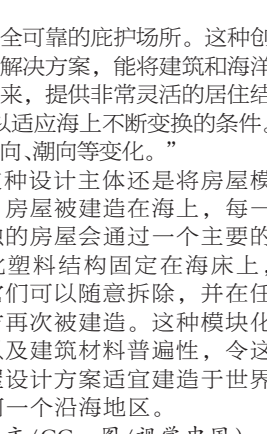 全可靠的庇护场所。这种创
解决方案，能将建筑和海洋
来，提供非常灵活的居住结
以适应海上不断变换的条件。
向、潮向等变化。”
这种设计主体还是将房屋模
房屋被建造在海上，每一
独的房屋会通过一个主要的
化塑料结构固定在海床上，
它们可以随意拆除，并在任
方再次被建造。这种模块化
以及建筑材料普遍性，令这
屋设计方案适宜建造于世界
何一个沿海地区。
文/CC 图/视觉中国